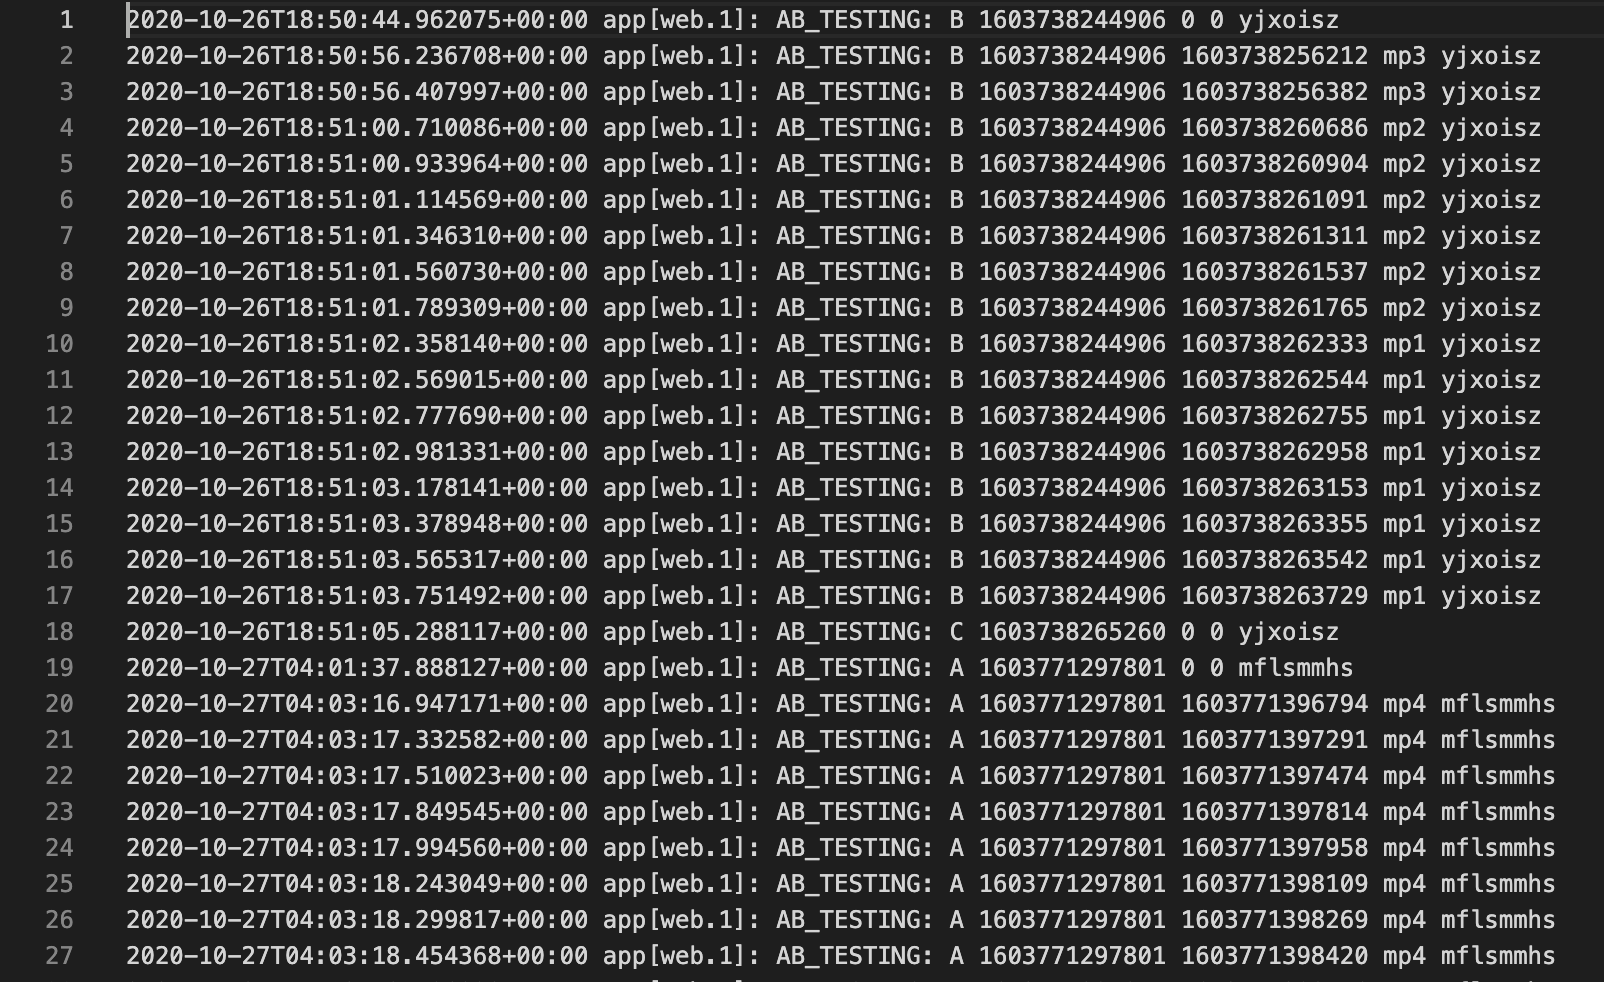 1 2020-10-26T18:50:44.962075+00:00 app[web.1]: AB_TESTING: B 1603738244906 0 0 yjxoisz
2 2020-10-26T18:50:56.236708+00:00 app[web.1]: AB_TESTING: B 1603738244906 1603738256212 mp3 yjxoisz
3 2020-10-26T18:50:56.407997+00:00 app[web.1]: AB_TESTING: B 1603738244906 1603738256382 mp3 yjxoisz
4 2020-10-26T18:51:00.710086+00:00 app[web.1]: AB_TESTING: B 1603738244906 1603738260686 mp2 yjxoisz
5 2020-10-26T18:51:00.933964+00:00 app[web.1]: AB_TESTING: B 1603738244906 1603738260904 mp2 yjxoisz
6 2020-10-26T18:51:01.114569+00:00 app[web.1]: AB_TESTING: B 1603738244906 1603738261091 mp2 yjxoisz
7 2020-10-26T18:51:01.346310+00:00 app[web.1]: AB_TESTING: B 1603738244906 1603738261311 mp2 yjxoisz
8 2020-10-26T18:51:01.560730+00:00 app[web.1]: AB_TESTING: B 1603738244906 1603738261537 mp2 yjxoisz
9 2020-10-26T18:51:01.789309+00:00 app[web.1]: AB_TESTING: B 1603738244906 1603738261765 mp2 yjxoisz
10 2020-10-26T18:51:02.358140+00:00 app[web.1]: AB_TESTING: B 1603738244906 1603738262333 mp1 yjxoisz
11 2020-10-26T18:51:02.569015+00:00 app[web.1]: AB_TESTING: B 1603738244906 1603738262544 mp1 yjxoisz
12 2020-10-26T18:51:02.777690+00:00 app[web.1]: AB_TESTING: B 1603738244906 1603738262755 mp1 yjxoisz
13 2020-10-26T18:51:02.981331+00:00 app[web.1]: AB_TESTING: B 1603738244906 1603738262958 mp1 yjxoisz
14 2020-10-26T18:51:03.178141+00:00 app[web.1]: AB_TESTING: B 1603738244906 1603738263153 mp1 yjxoisz
15 2020-10-26T18:51:03.378948+00:00 app[web.1]: AB_TESTING: B 1603738244906 1603738263355 mp1 yjxoisz
16 2020-10-26T18:51:03.565317+00:00 app[web.1]: AB_TESTING: B 1603738244906 1603738263542 mp1 yjxoisz
17 2020-10-26T18:51:03.751492+00:00 app[web.1]: AB_TESTING: B 1603738244906 1603738263729 mp1 yjxoisz
18 2020-10-26T18:51:05.288117+00:00 app[web.1]: AB_TESTING: C 1603738265260 0 0 yjxoisz
19 2020-10-27T04:01:37.888127+00:00 app[web.1]: AB_TESTING: A 1603771297801 0 0 mflsmmhs
20 2020-10-27T04:03:16.947171+00:00 app[web.1]: AB_TESTING: A 1603771297801 1603771396794 mp4 mflsmmhs
21 2020-10-27T04:03:17.332582+00:00 app[web.1]: AB_TESTING: A 1603771297801 1603771397291 mp4 mflsmmhs
22 2020-10-27T04:03:17.510023+00:00 app[web.1]: AB_TESTING: A 1603771297801 1603771397474 mp4 mflsmmhs
23 2020-10-27T04:03:17.849545+00:00 app[web.1]: AB_TESTING: A 1603771297801 1603771397814 mp4 mflsmmhs
24 2020-10-27T04:03:17.994560+00:00 app[web.1]: AB_TESTING: A 1603771297801 1603771397958 mp4 mflsmmhs
25 2020-10-27T04:03:18.243049+00:00 app[web.1]: AB_TESTING: A 1603771297801 1603771398109 mp4 mflsmmhs
26 2020-10-27T04:03:18.299817+00:00 app[web.1]: AB_TESTING: A 1603771297801 1603771398269 mp4 mflsmmhs
27 2020-10-27T04:03:18.454368+00:00 app[web.1]: AB_TESTING: A 1603771297801 1603771398420 mp4 mflsmmhs